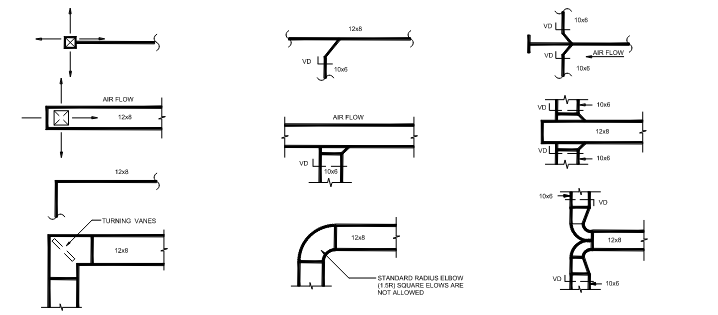 12x8
VD
10x6
VD
10x6
AIR FLOW
VD
10x6
AIR FLOW
12x8
AIR FLOW
VD
10x6
VD
10x6
12x8
VD
10x6
12x8
TURNING VANES
12x8
12x8
STANDARD RADIUS ELBOW
(1.5R) SQUARE ELOWS ARE
NOT ALLOWED
10x6
VD
12x8
VD
10x6